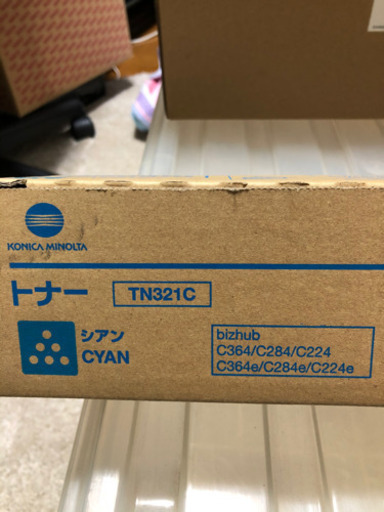 KONICA MINOLTA
トナー TN321C
シアン
CYAN
bizhub
C364/C284/C224
C364e/C284e/C224e